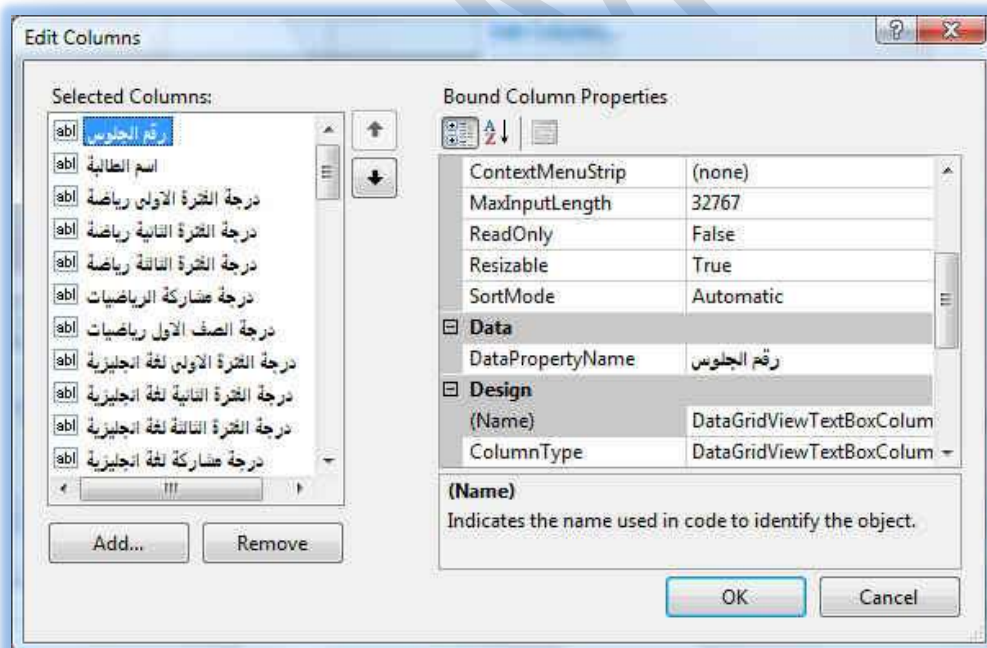 Edit Columns
Selected Columns:
رقم الجلوس
اسم الطالبة
درجة الفترة الاولى رياضة
درجة الفترة الثانية رياضة
درجة الفترة الثالثة رياضة
درجة مشاركة الرياضيات
درجة الصف الاول رياضيات
درجة الفترة الاولى لغة انجليزية
درجة الفترة الثانية لغة انجليزية
درجة الفترة الثالثة لغة انجليزية
درجة مشاركة لغة انجليزية
Add...
Remove
Bound Column Properties
ContextMenuStrip (none)
MaxInputLength 32767
ReadOnly False
Resizable True
SortMode Automatic
Data
DataPropertyName رقم الجلوس
Design
(Name) DataGridViewTextBoxColum
ColumnType DataGridViewTextBoxColum
(Name)
Indicates the name used in code to identify the object.
OK
Cancel